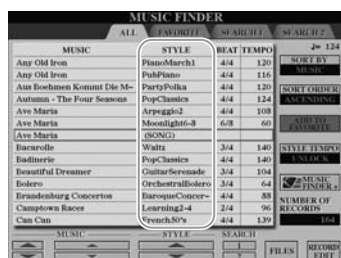 MUSIC FINDER
ALL FAVORITE SEARCH 1 SEARCH 2
MUSIC STYLE BEAT TEMPO ♩= 124
Any Old Iron PianoMarch1 4/4 120
Any Old Iron PubPiano 4/4 116
Aus Boehmen Kommt Die M~ PartyPolka 4/4 120
Autumn - The Four Seasons PopClassics 4/4 124
Ave Maria Arpeggio2 4/4 108
Ave Maria Moonlight6-8 6/8 60
Ave Maria (SONG)
Bacarolle Waltz 3/4 140
Badinerie PopClassics 4/4 140
Beautiful Dreamer GuitarSerenade 3/4 104
Bolero OrchestralBolero 3/4 64
Brandenburg Concertos BaroqueConcer~ 4/4 88
Camptown Races Learning2-4 2/4 96
Can Can French50's 4/4 139
SORT BY
MUSIC
SORT ORDER
ASCENDING
ADD TO
FAVORITE
STYLE TEMPO
UNLOCK
MUSIC
FINDER +
NUMBER OF
RECORDS
164
MUSIC STYLE SEARCH
1
2
FILES
RECORD
EDIT